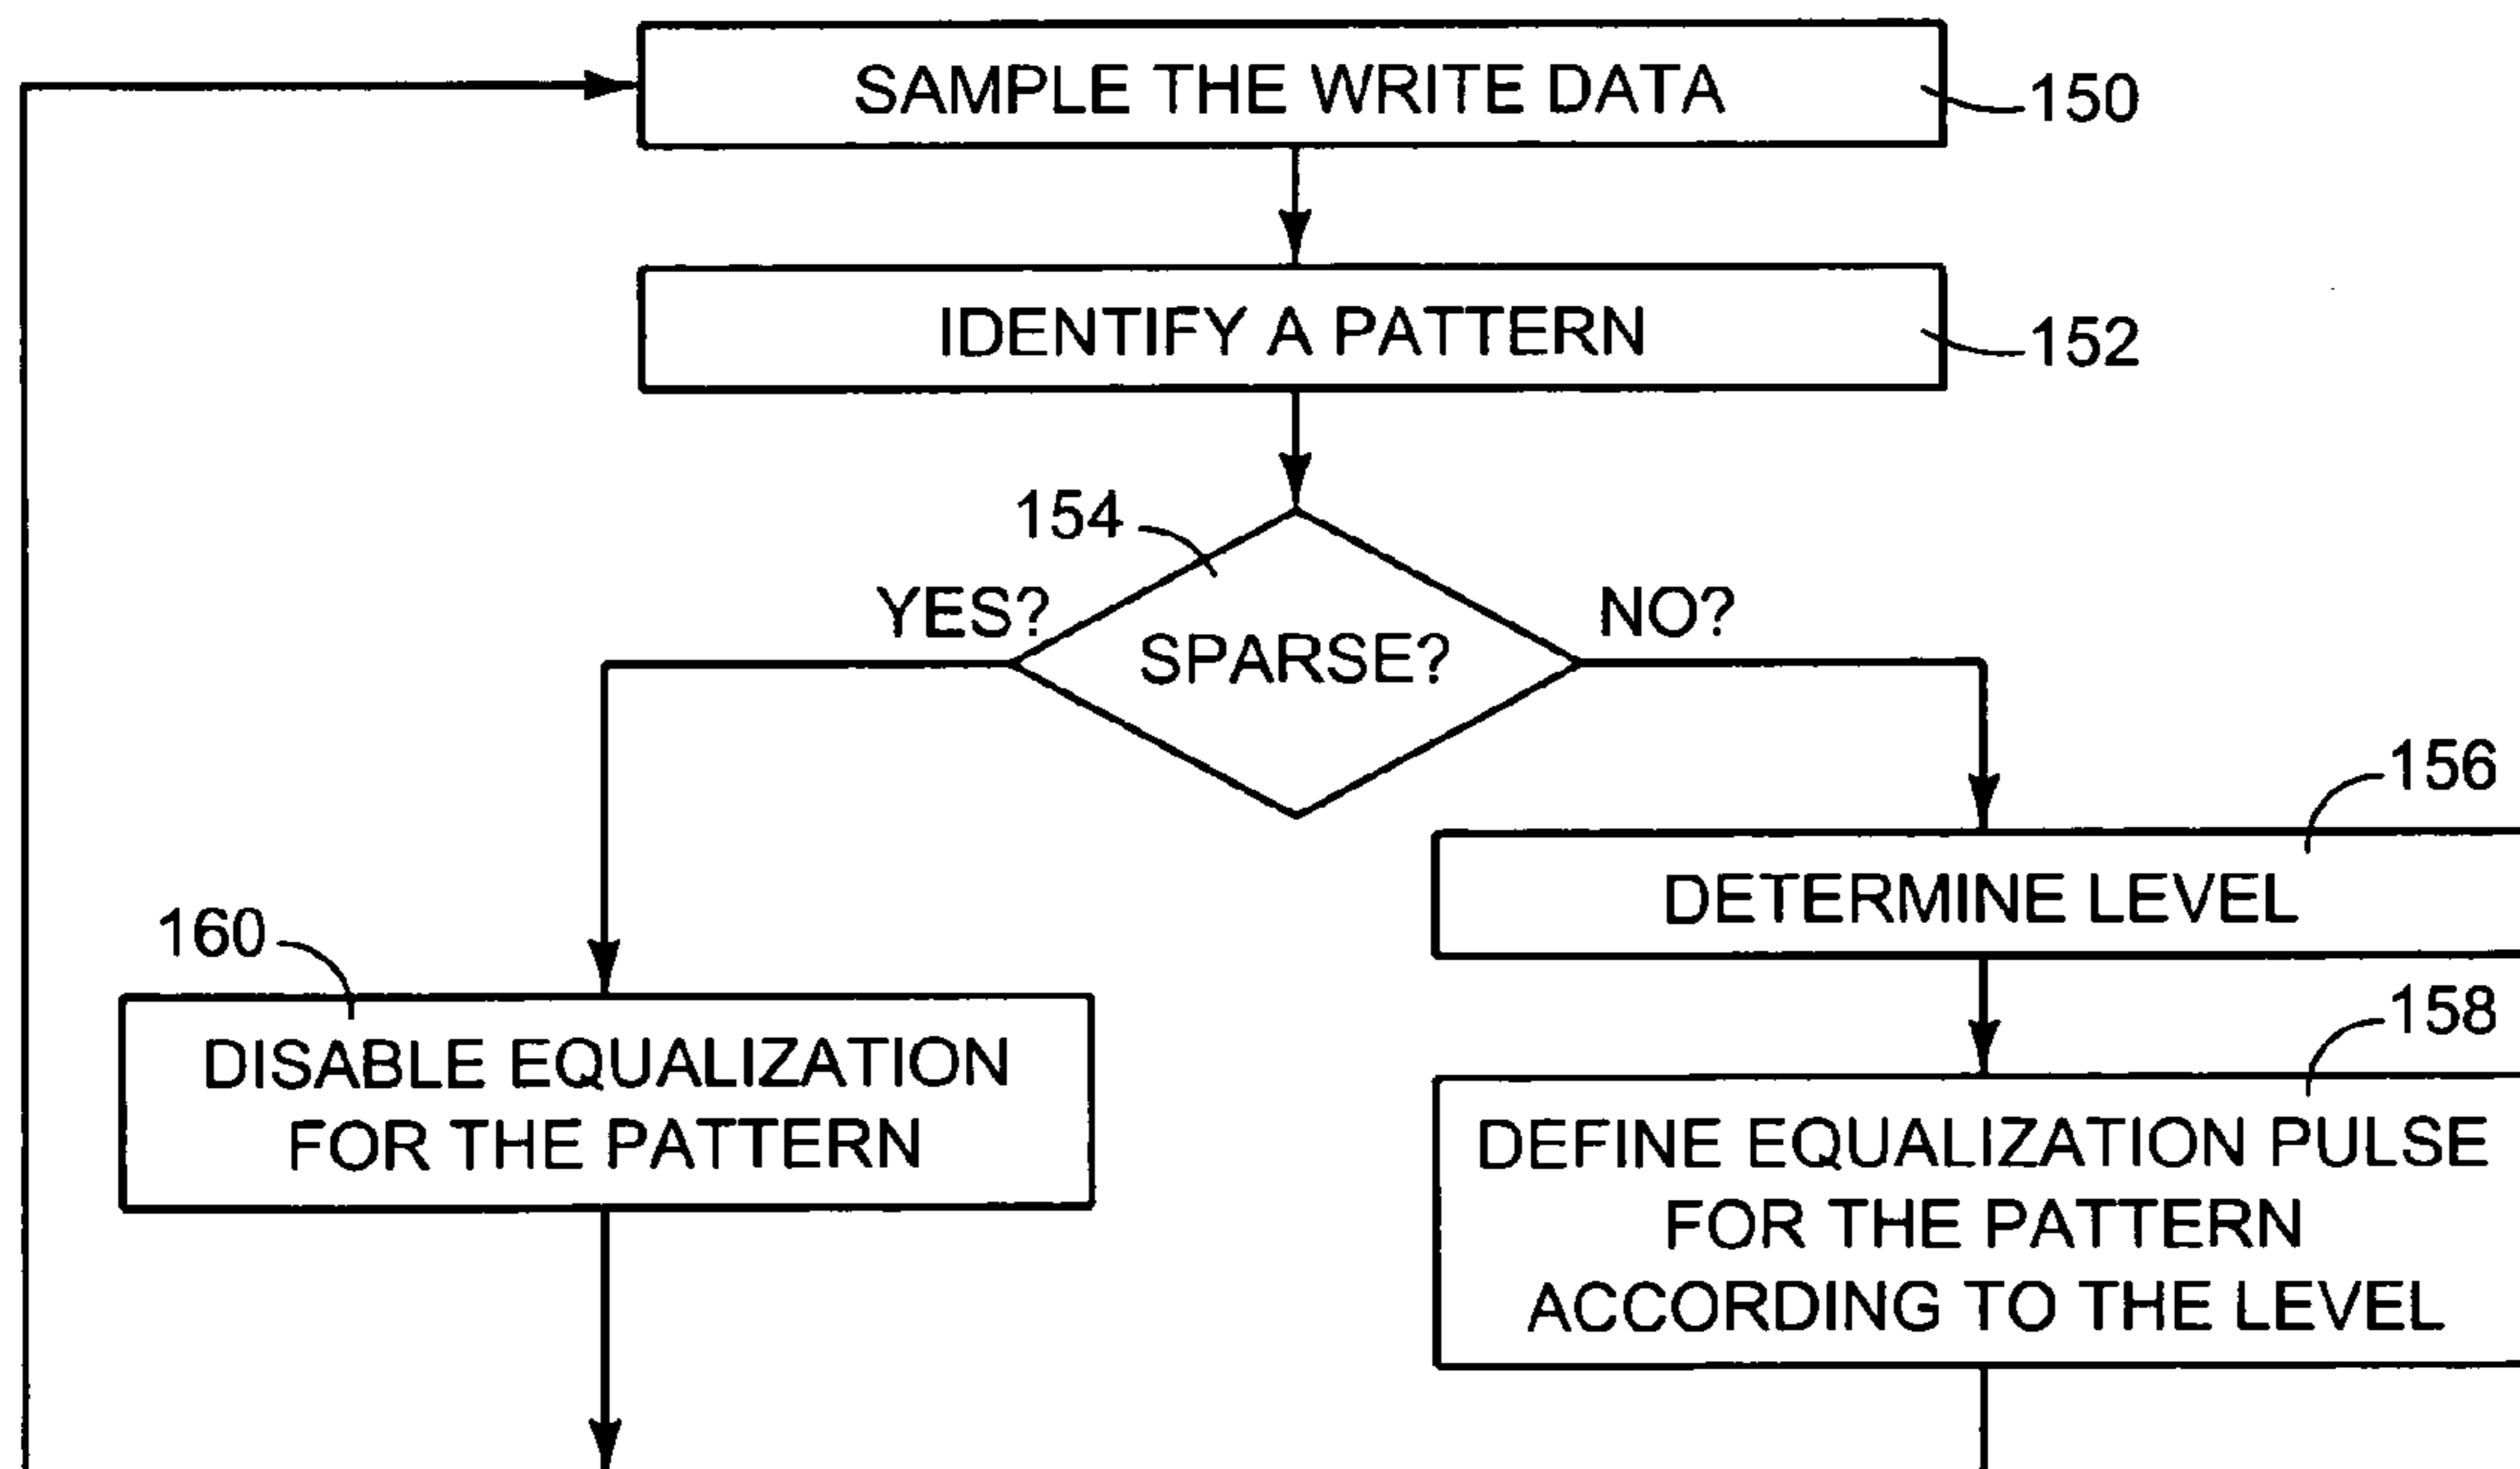 SAMPLE THE WRITE DATA
150
IDENTIFY A PATTERN
152
154
YES?
NO?
SPARSE?
156
DETERMINE LEVEL
160
DISABLE EQUALIZATION
FOR THE PATTERN
158
DEFINE EQUALIZATION PULSE
FOR THE PATTERN
ACCORDING TO THE LEVEL